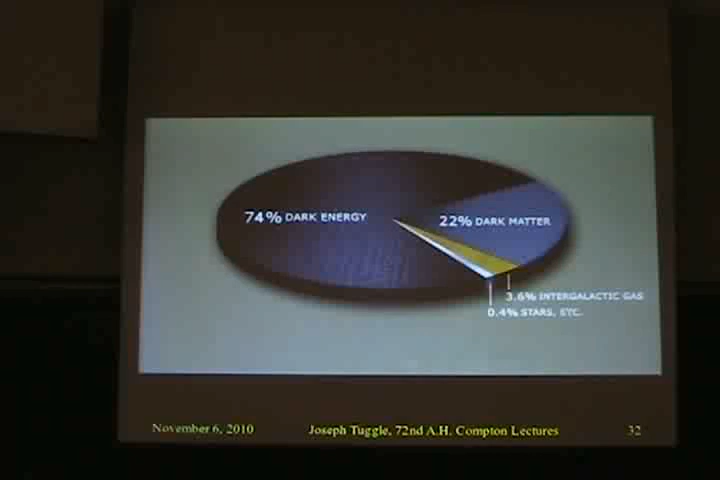 74% DARK ENERGY
22% DARK MATTER
3.6% INTERGALACTIC GAS
0.4% STARS, ETC.
November 6, 2010
Joseph Tuggle, 72nd A.H. Compton Lectures
32